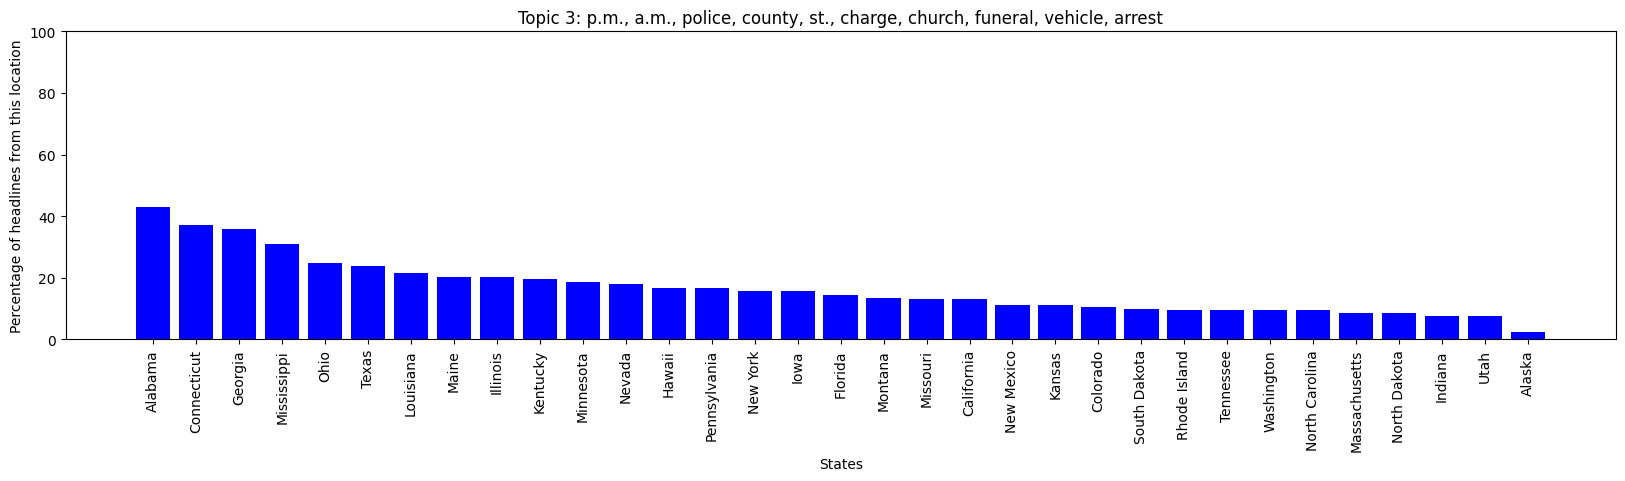 Topic 3: p.m., a.m., police, county, st., charge, church, funeral, vehicle, arrest
Percentage of headlines from this location
100
80
60
40
20
0
Alabama
Connecticut
Georgia
Mississippi
Ohio
Texas
Louisiana
Maine
Illinois
Kentucky
Minnesota
Nevada
Hawaii
Pennsylvania
New York
Iowa
Florida
Montana
Missouri
California
New Mexico
Kansas
Colorado
South Dakota
Rhode Island
Tennessee
Washington
North Carolina
Massachusetts
North Dakota
Indiana
Utah
Alaska
States